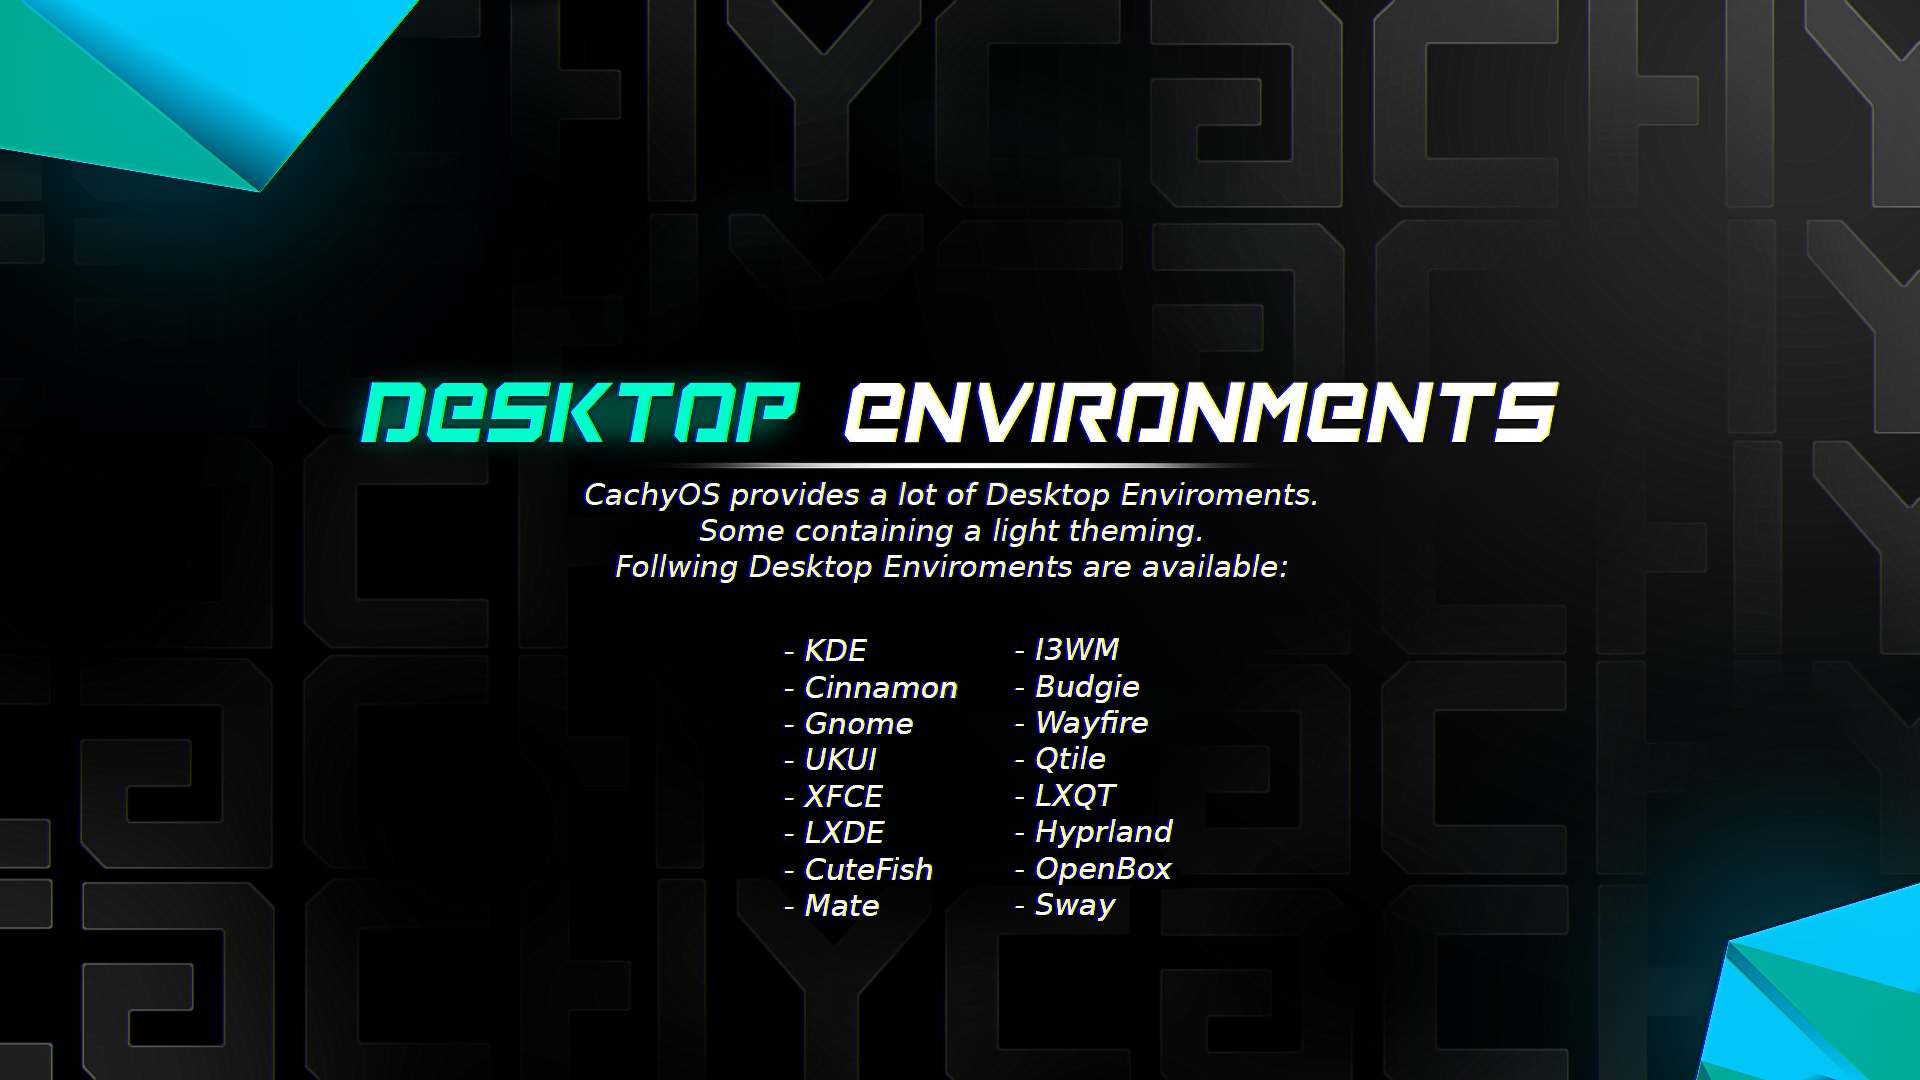 DESKTOP ENVIRONMENTS
CachyOS provides a lot of Desktop Enviroments.
Some containing a light theming.
Follwing Desktop Enviroments are available:
- KDE
- Cinnamon
- Gnome
- UKUI
- XFCE
- LXDE
- CuteFish
- Mate
- I3WM
- Budgie
- Wayfire
- Qtile
- LXQT
- Hyprland
- OpenBox
- Sway